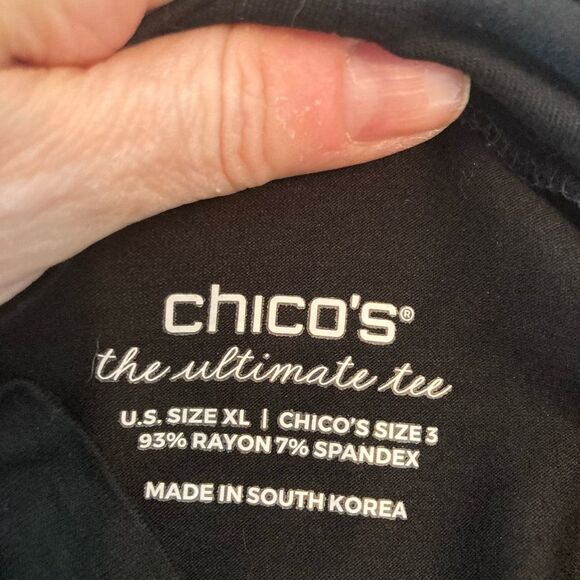 chico's®
the ultimate tee
U.S. SIZE XL | CHICO'S SIZE 3
93% RAYON 7% SPANDEX
MADE IN SOUTH KOREA